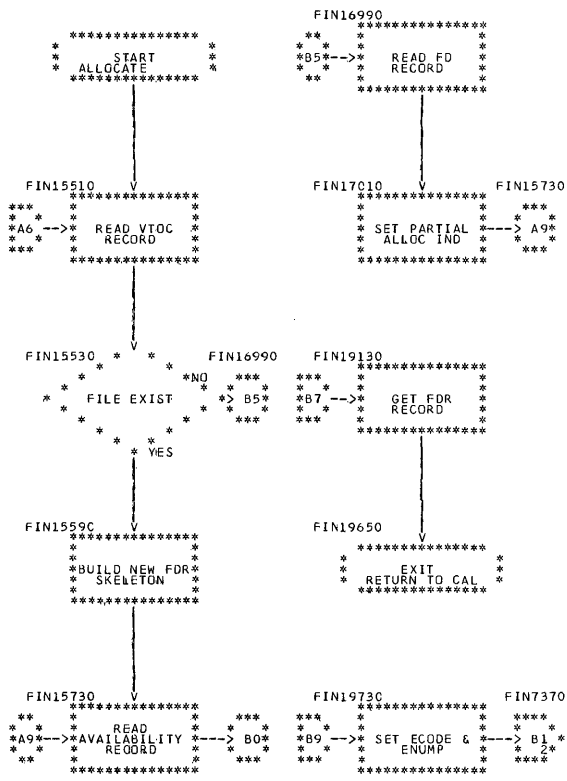 START
ALLOCATE
FIN15510
A6 --> READ VTOC
RECORD
FIN15530
FIN16990
FILE EXIST
NO
B5
YES
FIN15590
BUILD NEW FDR
SKELETON
FIN15730
A9 --> READ
AVAILABILITY
RECORD
B0
FIN16990
B5 --> READ FD
RECORD
FIN17010
FIN15730
SET PARTIAL
ALLOC IND
A9
FIN19130
B7 --> GET FDR
RECORD
FIN19650
EXIT
RETURN TO CAL
FIN19730
FIN7370
B9 --> SET ECODE &
ENUMP
B1
2